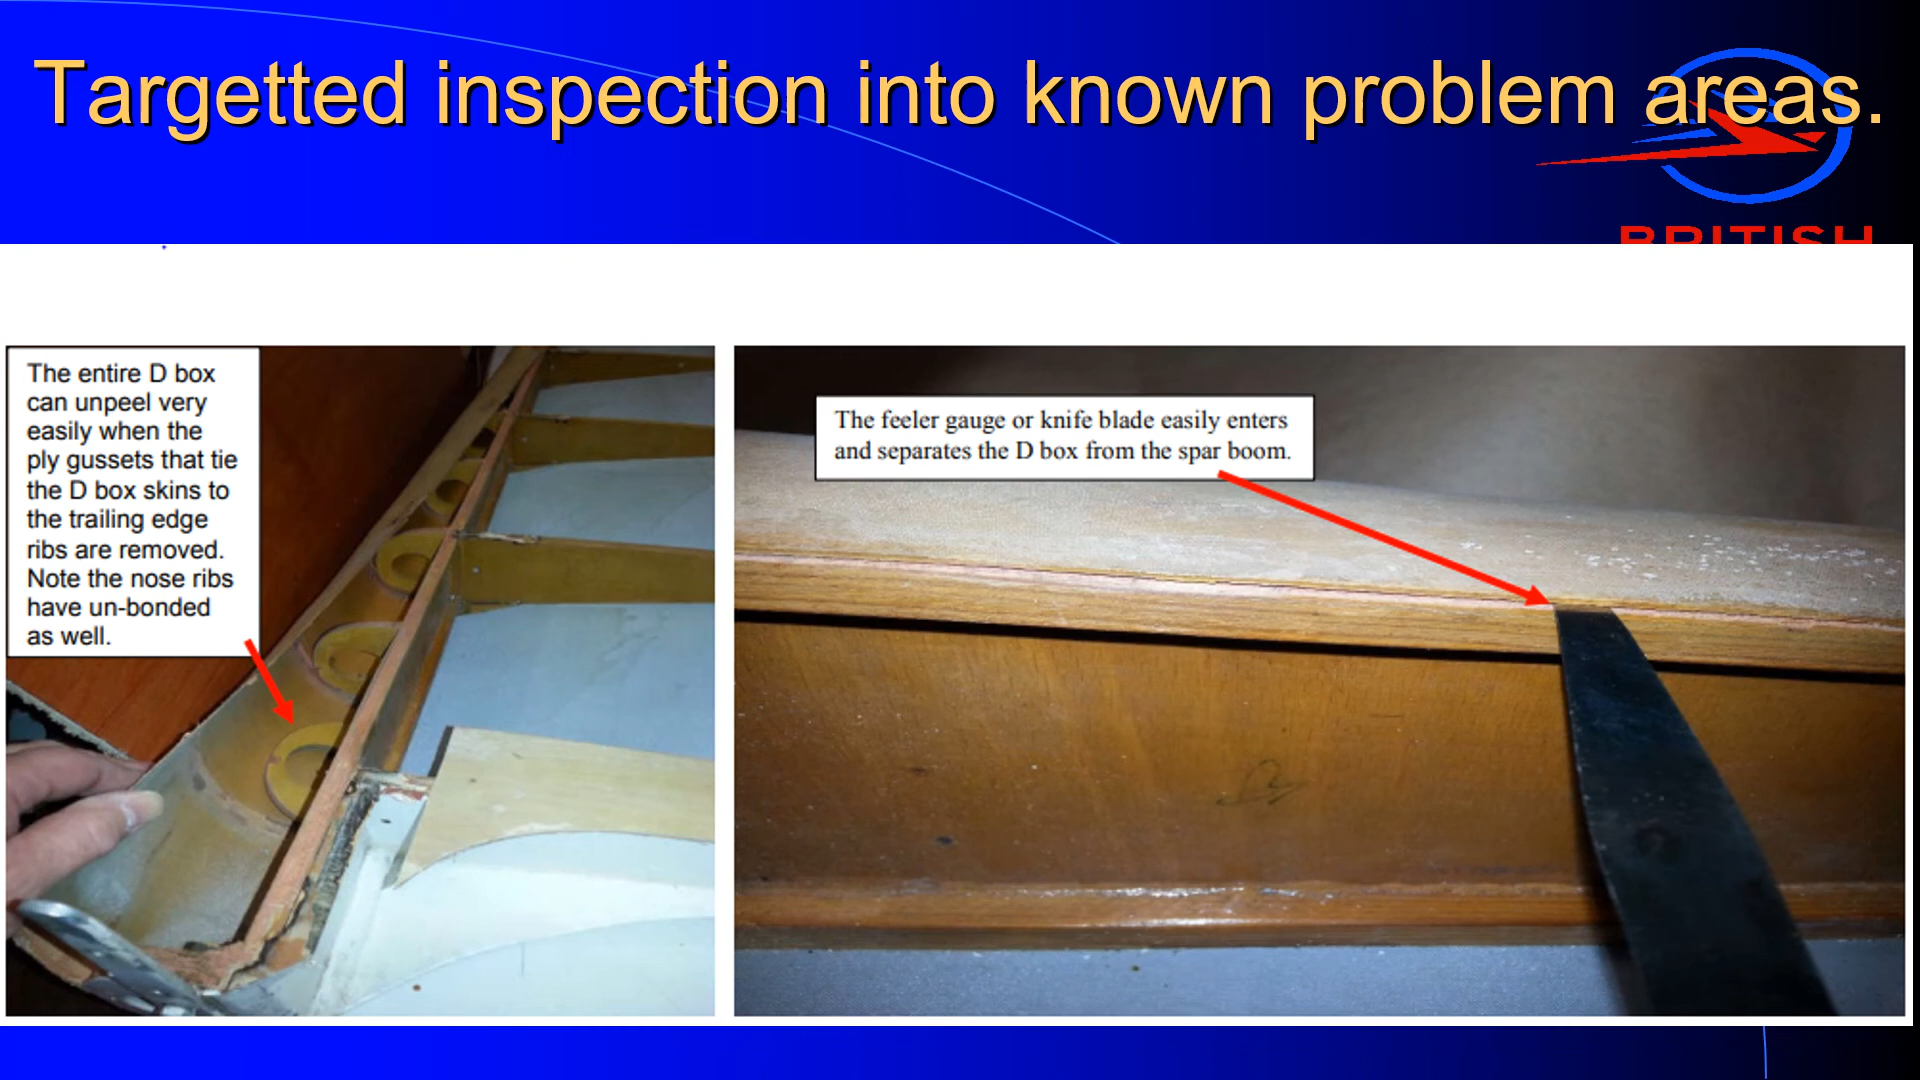 Targetted inspection into known problem areas.
BRITISH
The entire D box
can unpeel very
easily when the
ply gussets that tie
the D box skins to
the trailing edge
ribs are removed.
Note the nose ribs
have un-bonded
as well.
The feeler gauge or knife blade easily enters
and separates the D box from the spar boom.